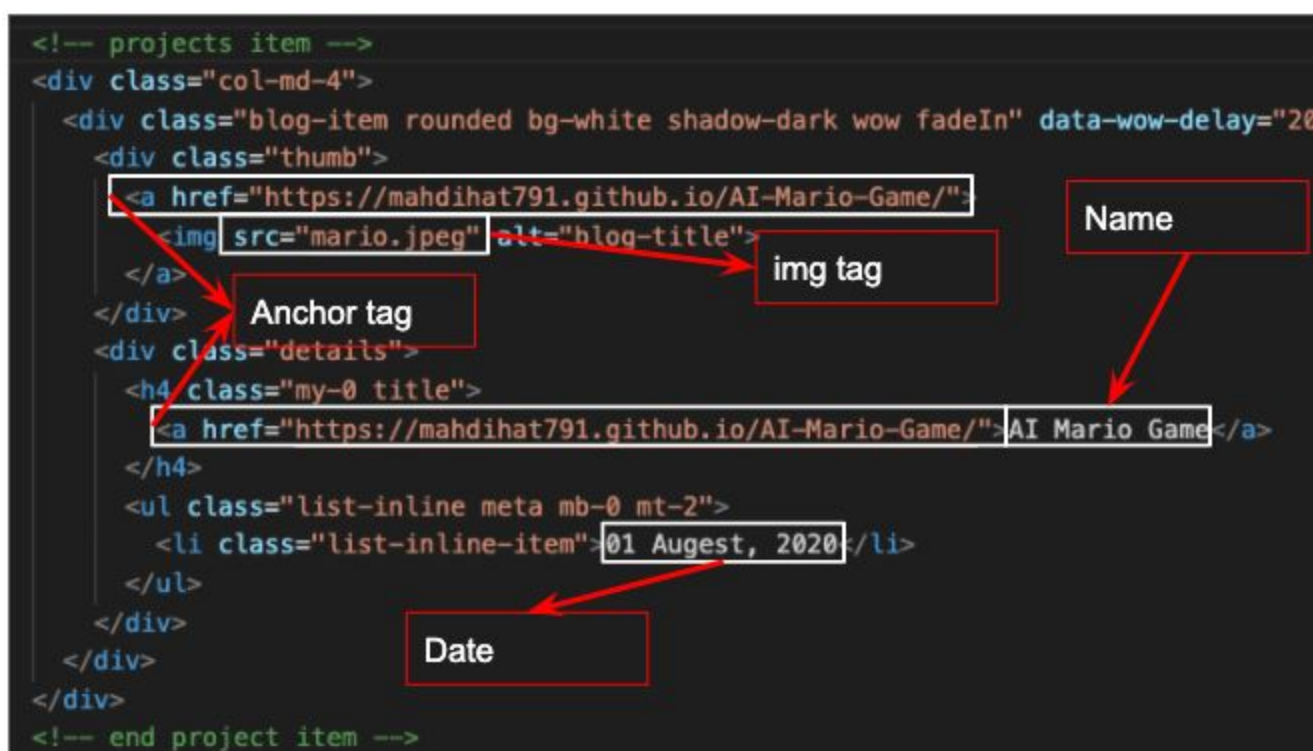 <!-- projects item -->
<div class="col-md-4">
<div class="blog-item rounded bg-white shadow-dark wow fadeIn" data-wow-delay="20
<div class="thumb">
<a href="https://mahdihat791.github.io/AI-Mario-Game/">
Name
<img src="mario.jpeg" alt="blog-title">
img tag
</a>
Anchor tag
</div>
<div class="details">
<h4 class="my-0 title">
<a href="https://mahdihat791.github.io/AI-Mario-Game/">AI Mario Game</a>
</h4>
<ul class="list-inline meta mb-0 mt-2">
<li class="list-inline-item">01 Augest, 2020</li>
</ul>
</div>
Date
</div>
</div>
<!-- end project item -->